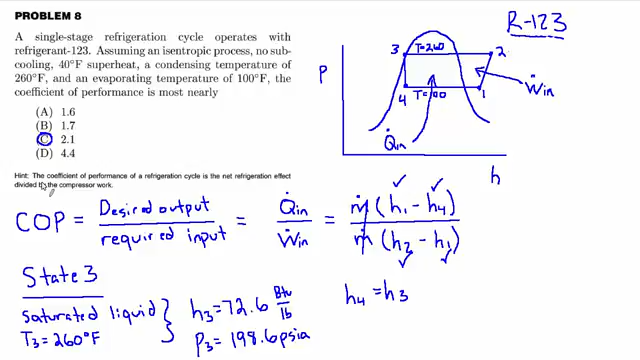 PROBLEM 8
A single-stage refrigeration cycle operates with
refrigerant-123. Assuming an isentropic process, no sub-
cooling, 40°F superheat, a condensing temperature of
260°F, and an evaporating temperature of 100°F, the
coefficient of performance is most nearly
(A) 1.6
(B) 1.7
(C) 2.1
(D) 4.4
Hint: The coefficient of performance of a refrigeration cycle is the net refrigeration effect
divided by the compressor work.
R-123
P
3
T=260
2
4
T=100
1
Ẇin
Q̇in
h
COP = Desired output / required input = Q̇in / Ẇin = ṁ (h1 - h4) / ṁ (h2 - h1)
State 3
saturated liquid
T3 = 260°F
h3 = 72.6 Btu/lb
P3 = 198.6 psia
h4 = h3